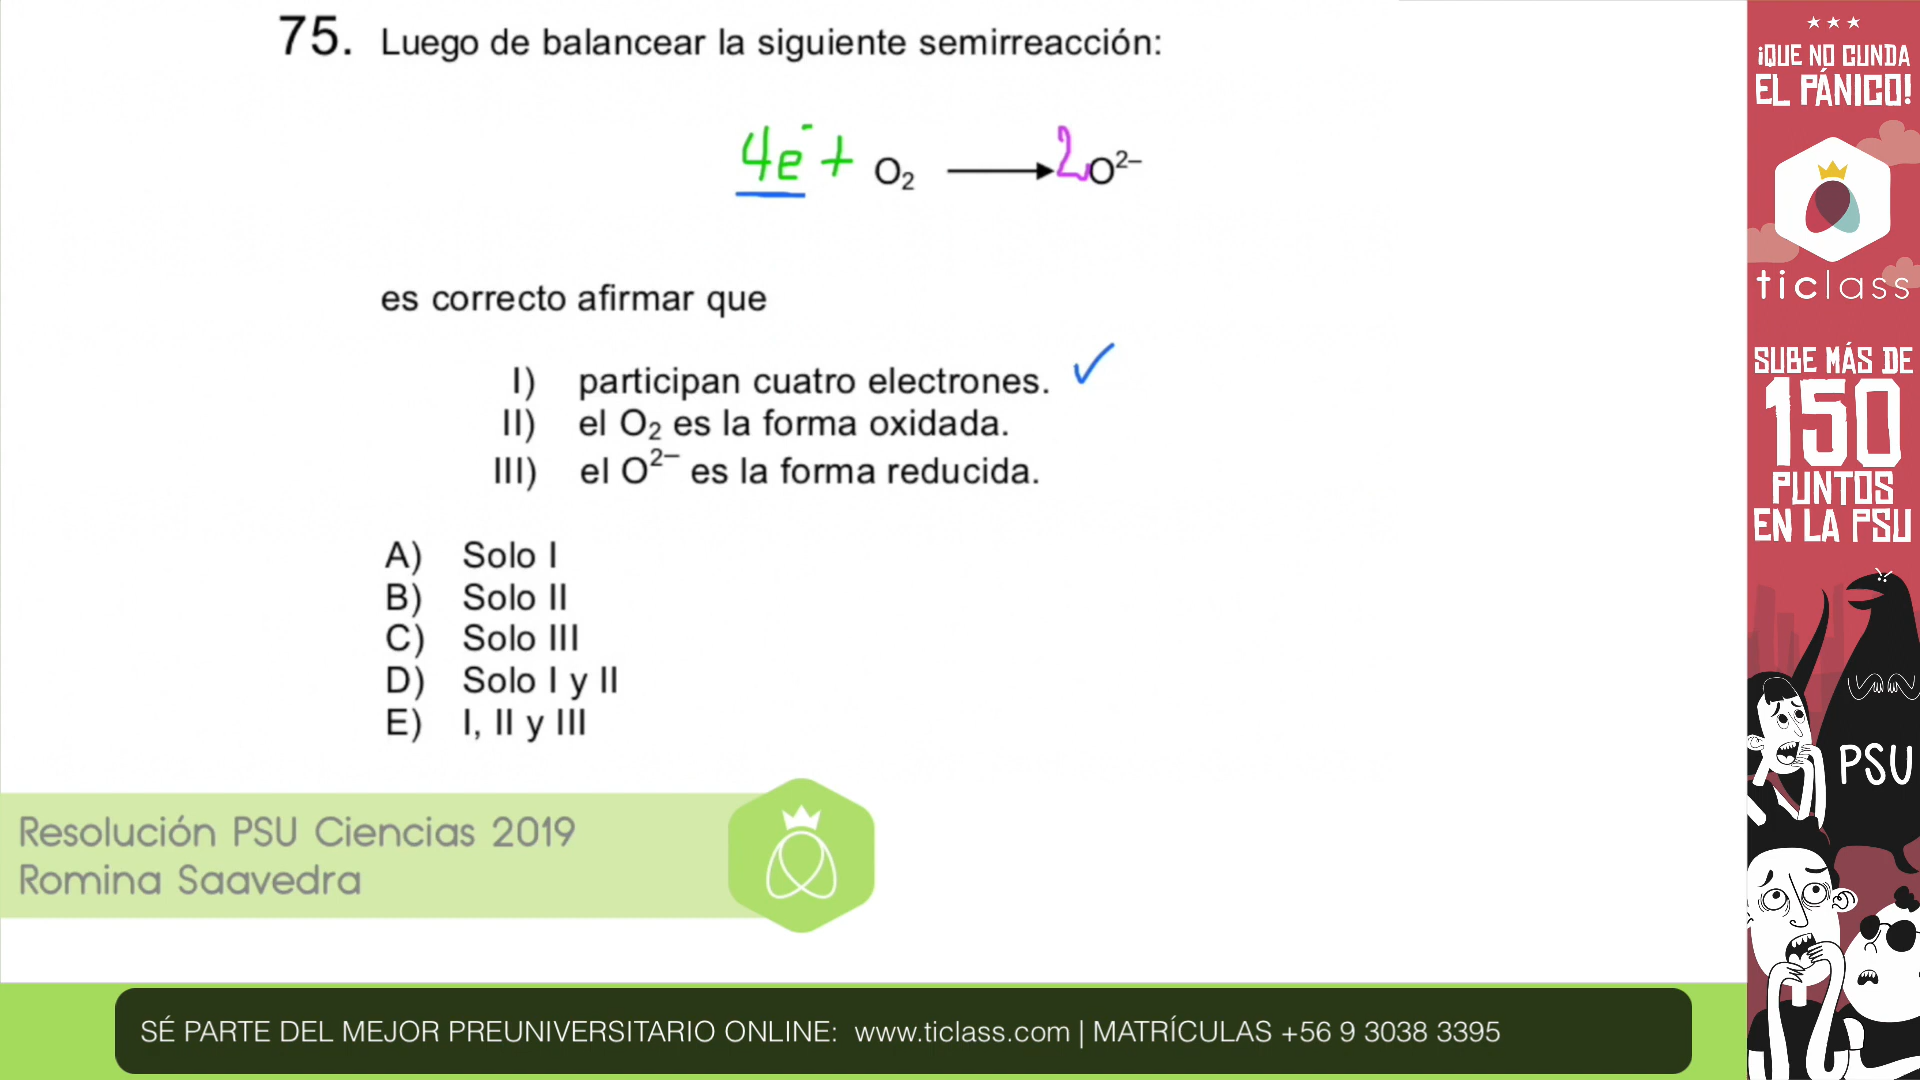 75. Luego de balancear la siguiente semirreacción:
4e⁻ + O₂ ⟶ 2O²⁻
es correcto afirmar que
I) participan cuatro electrones. ✓
II) el O₂ es la forma oxidada.
III) el O²⁻ es la forma reducida.
A) Solo I
B) Solo II
C) Solo III
D) Solo I y II
E) I, II y III
Resolución PSU Ciencias 2019
Romina Saavedra
SÉ PARTE DEL MEJOR PREUNIVERSITARIO ONLINE: www.ticlass.com | MATRÍCULAS +56 9 3038 3395
¡QUE NO CUNDA
EL PÁNICO!
ticlass
SUBE MÁS DE
150
PUNTOS
EN LA PSU
PSU